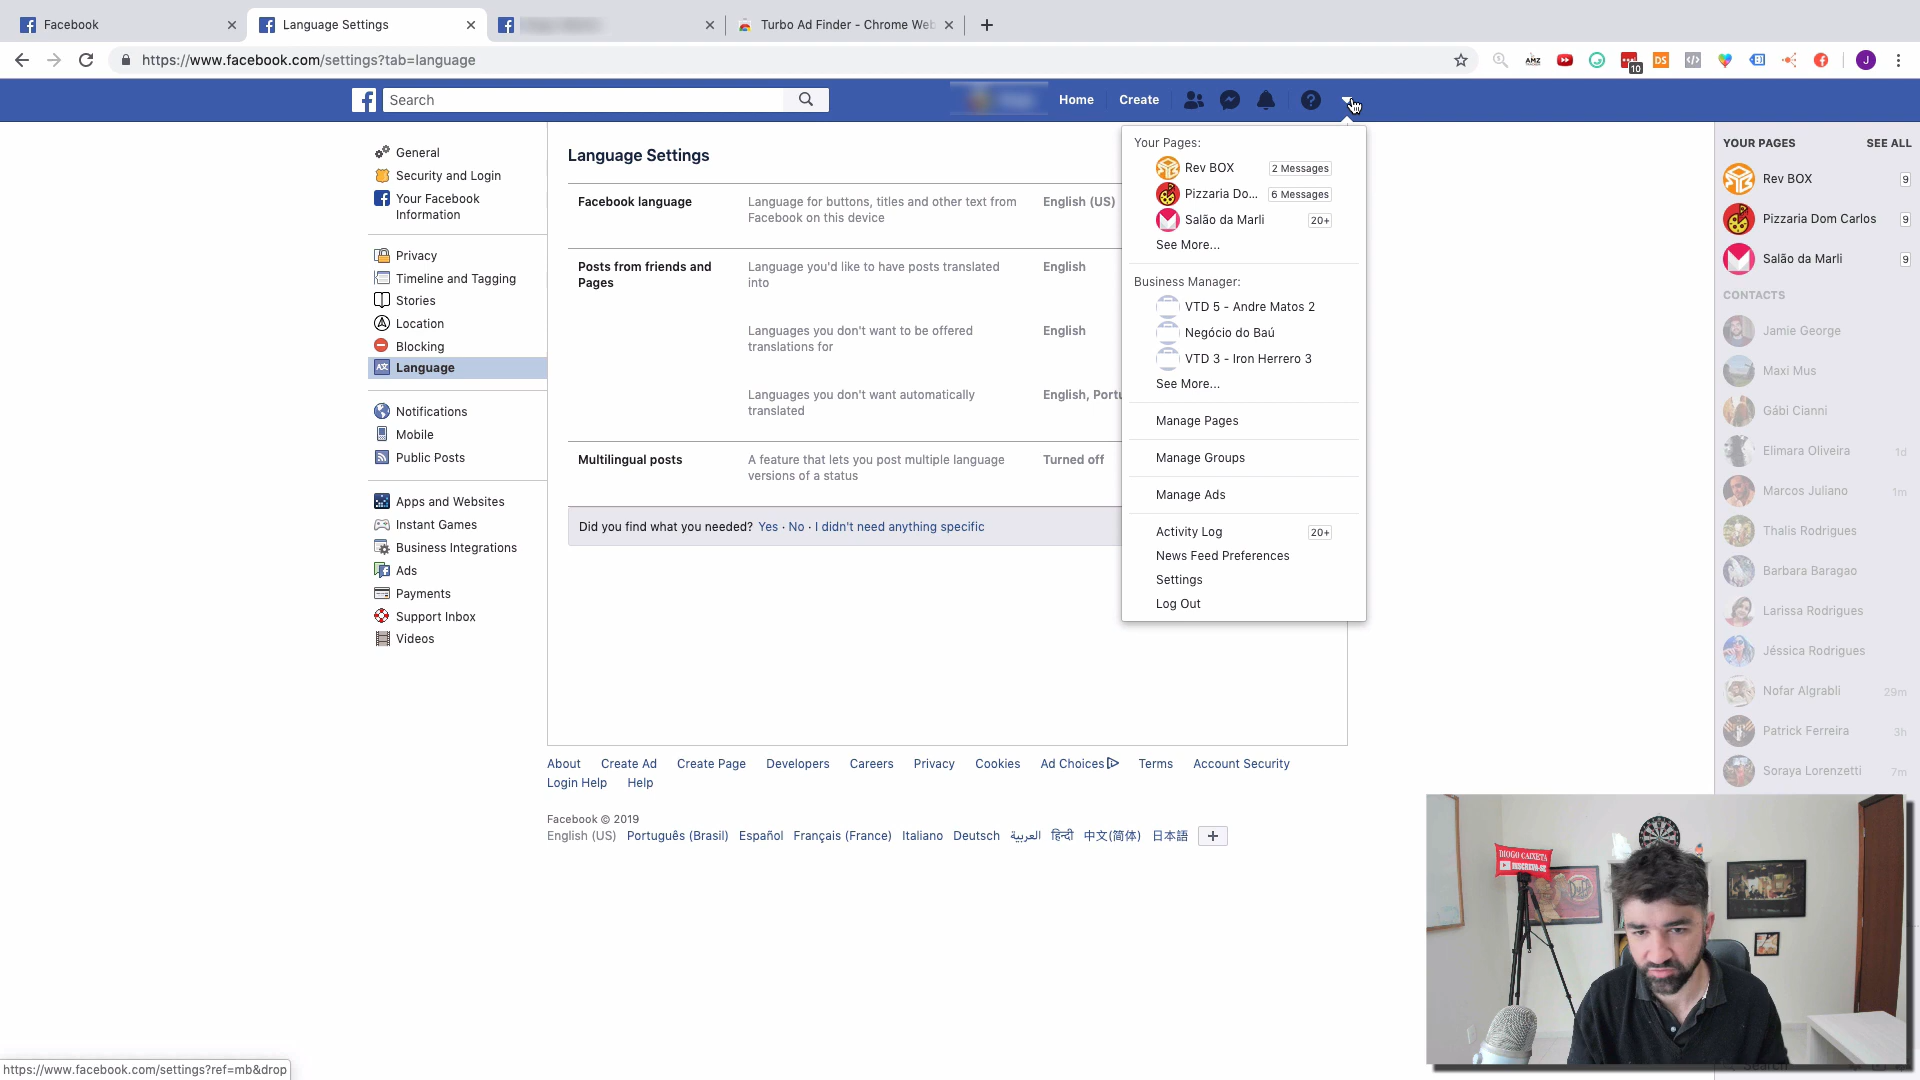 Facebook
Language Settings
Turbo Ad Finder - Chrome Web
https://www.facebook.com/settings?tab=language
AMZ
10
DS
J
Search
Home
Create
General
Security and Login
Your Facebook
Information
Privacy
Timeline and Tagging
Stories
Location
Blocking
Language
Notifications
Mobile
Public Posts
Apps and Websites
Instant Games
Business Integrations
Ads
Payments
Support Inbox
Videos
Language Settings
Facebook language
Language for buttons, titles and other text from
Facebook on this device
English (US)
Posts from friends and
Pages
Language you'd like to have posts translated
into
English
Languages you don't want to be offered
translations for
English
Languages you don't want automatically
translated
English, Portu
Multilingual posts
A feature that lets you post multiple language
versions of a status
Turned off
Did you find what you needed? Yes · No · I didn't need anything specific
Your Pages:
Rev BOX 2 Messages
Pizzaria Do... 6 Messages
Salão da Marli 20+
See More...
Business Manager:
VTD 5 - Andre Matos 2
Negócio do Baú
VTD 3 - Iron Herrero 3
See More...
Manage Pages
Manage Groups
Manage Ads
Activity Log 20+
News Feed Preferences
Settings
Log Out
YOUR PAGES SEE ALL
Rev BOX 9
Pizzaria Dom Carlos 9
Salão da Marli 9
CONTACTS
Jamie George
Maxi Mus
Gábi Cianni
Elimara Oliveira 1d
Marcos Juliano 1m
Thalis Rodrigues
Barbara Baragao
Larissa Rodrigues
Jéssica Rodrigues
Nofar Algrabli 29m
Patrick Ferreira 3h
Soraya Lorenzetti 7m
About Create Ad Create Page Developers Careers Privacy Cookies Ad Choices Terms Account Security
Login Help Help
Facebook © 2019
English (US) Português (Brasil) Español Français (France) Italiano Deutsch العربية हिन्दी 中文(简体) 日本語
DIOGO CAIXETA
INSCREVA-SE
Duff
https://www.facebook.com/settings?ref=mb&drop